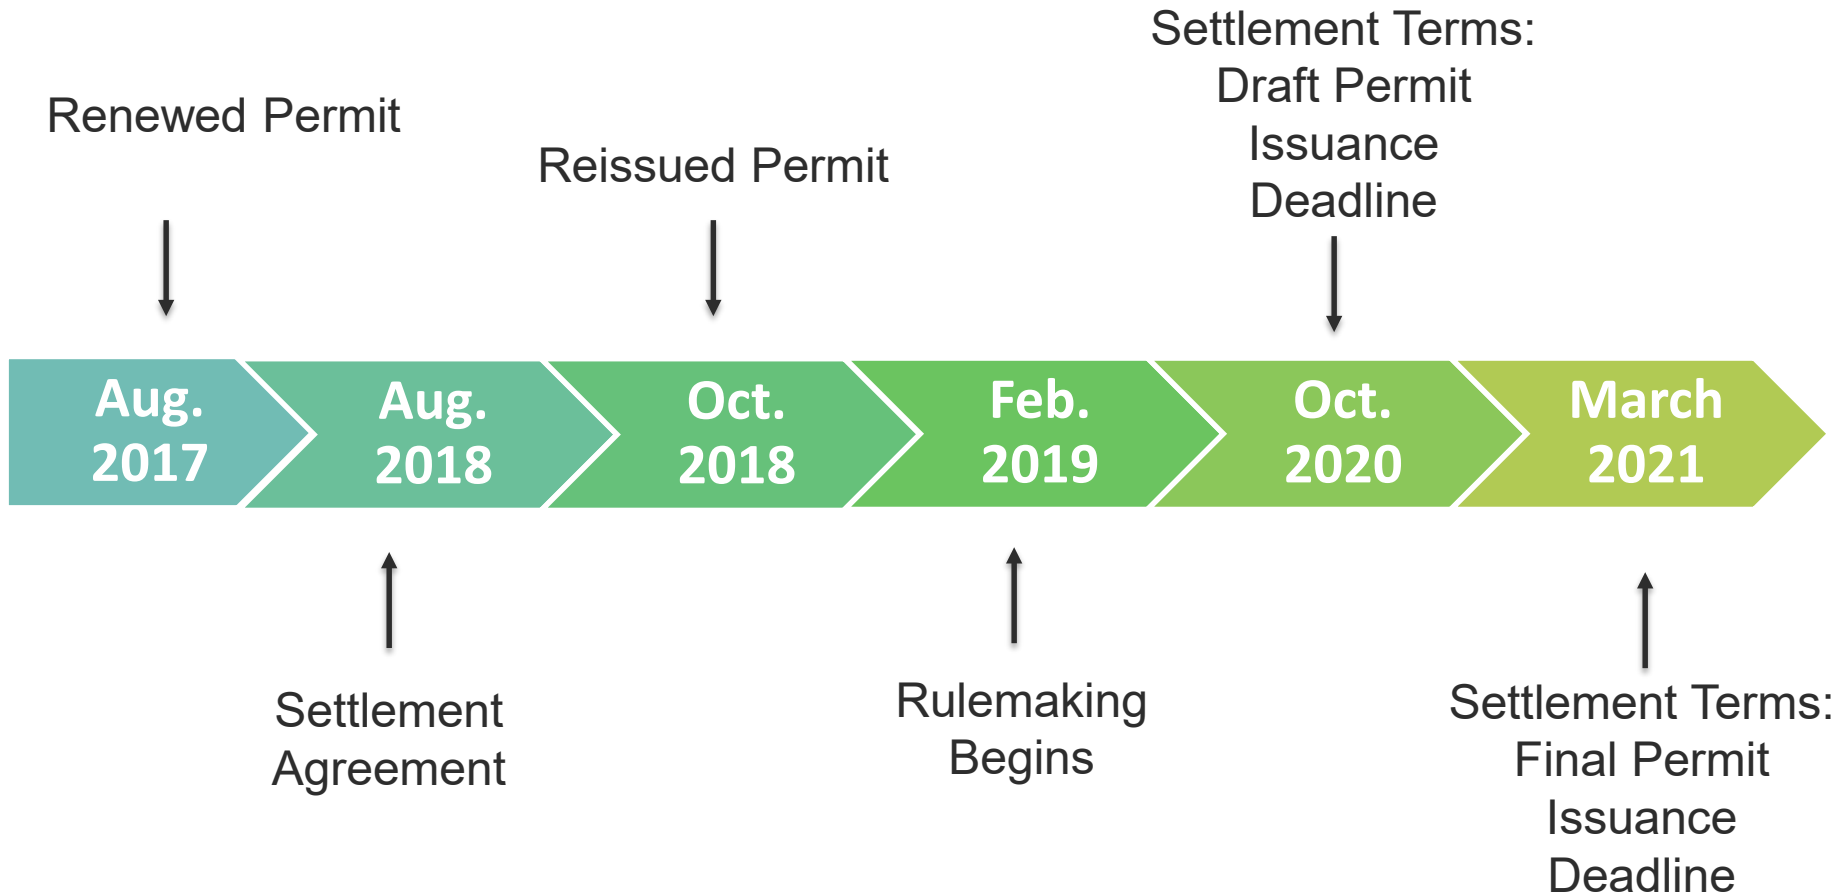 Settlement Terms:
Draft Permit
Issuance
Deadline
Renewed Permit
Reissued Permit
Aug.
2017
Aug.
2018
Oct.
2018
Feb.
2019
Oct.
2020
March
2021
Settlement
Agreement
Rulemaking
Begins
Settlement Terms:
Final Permit
Issuance
Deadline